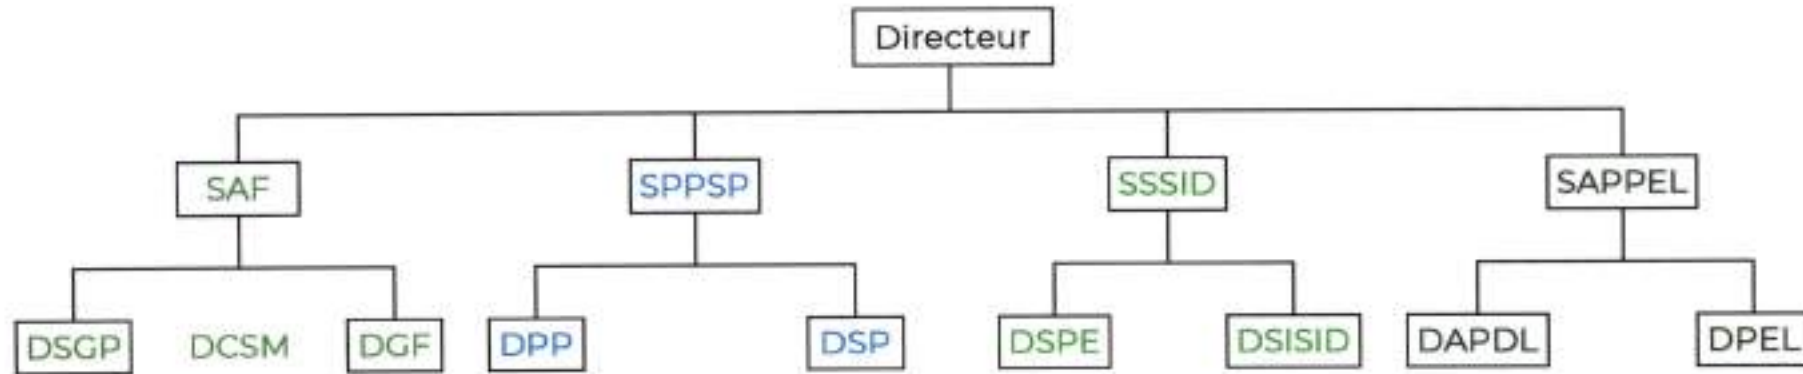 Directeur
SAF SPPSP SSSID SAPPEL
DSGP DCSM DGF DPP DSP DSPE DSISID DAPDL DPEL